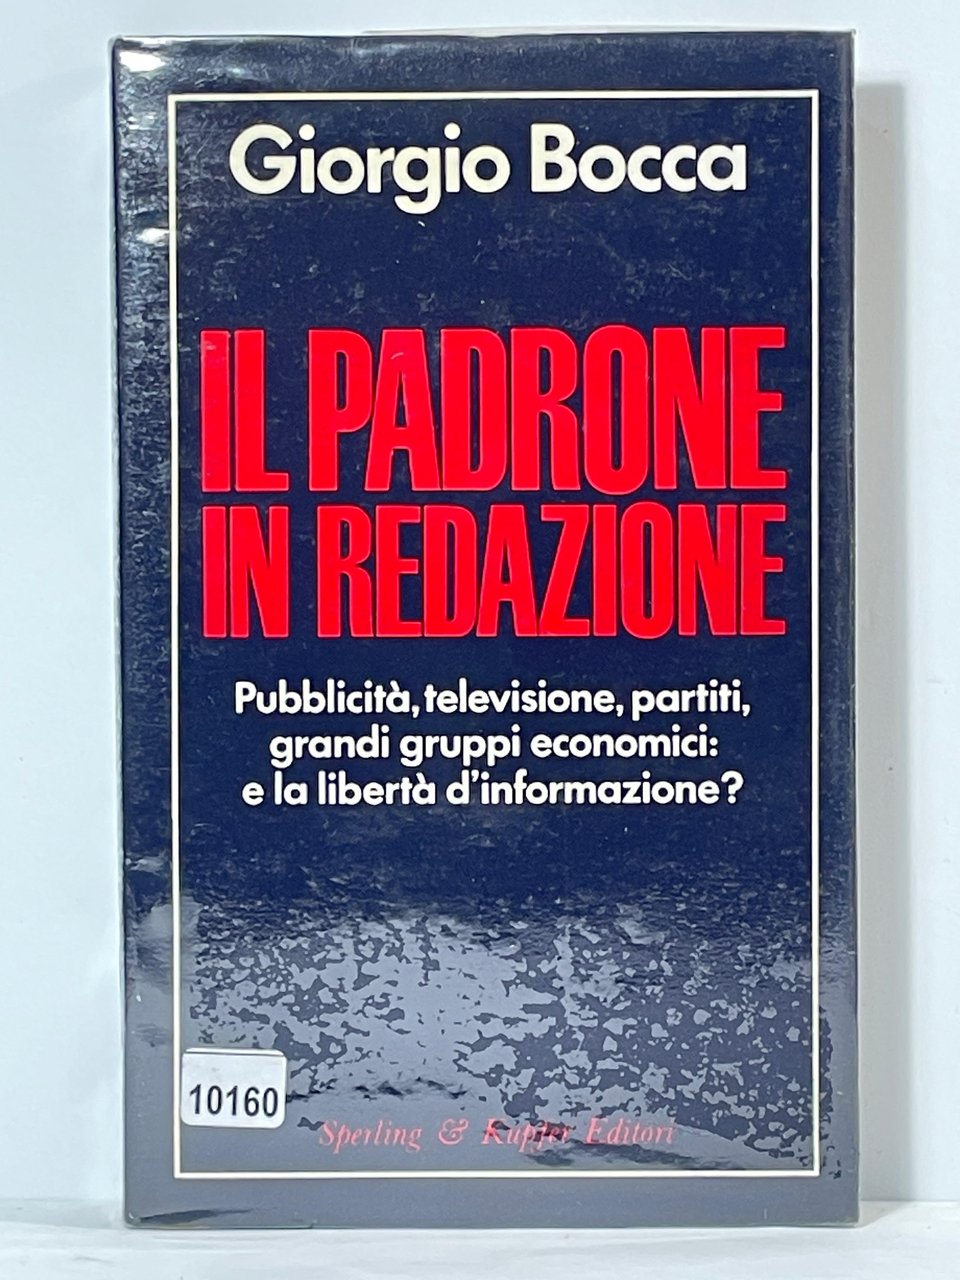 Giorgio Bocca
IL PADRONE
IN REDAZIONE
Pubblicità, televisione, partiti,
grandi gruppi economici:
e la libertà d'informazione?
10160
Sperling & Kupfer Editori